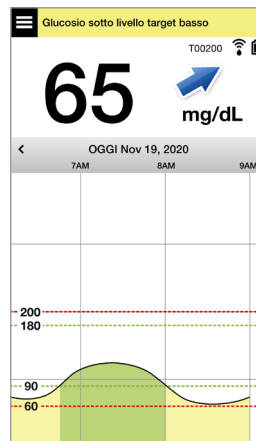 Glucosio sotto livello target basso
T00200
65
mg/dL
< OGGI Nov 19, 2020
7AM 8AM 9AM
200
180
90
60